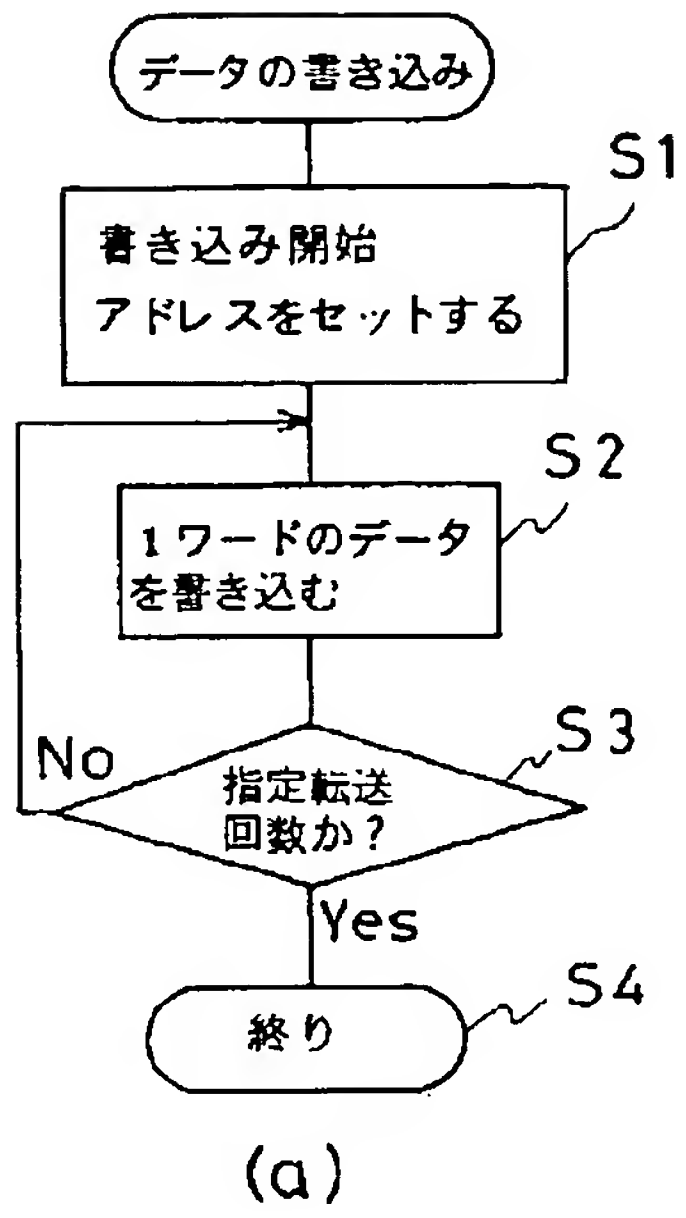 データの書き込み
S1
書き込み開始
アドレスをセットする
S2
1ワードのデータ
を書き込む
S3
No
指定転送
回数か?
Yes
S4
終り
(a)